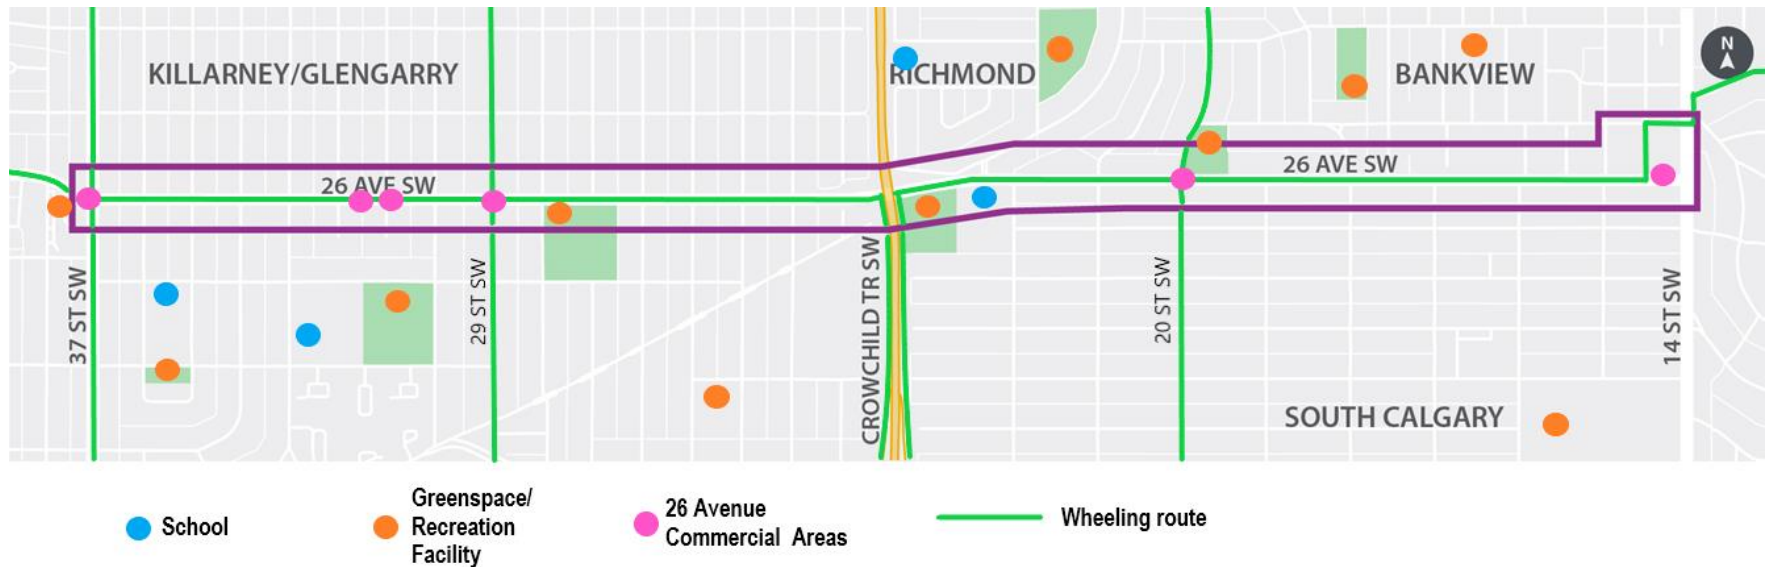 KILLARNEY/GLENGARRY
RICHMOND
BANKVIEW
N
26 AVE SW
26 AVE SW
37 ST SW
29 ST SW
CROWCHILD TR SW
20 ST SW
14 ST SW
SOUTH CALGARY
School
Greenspace/
Recreation
Facility
26 Avenue
Commercial Areas
Wheeling route